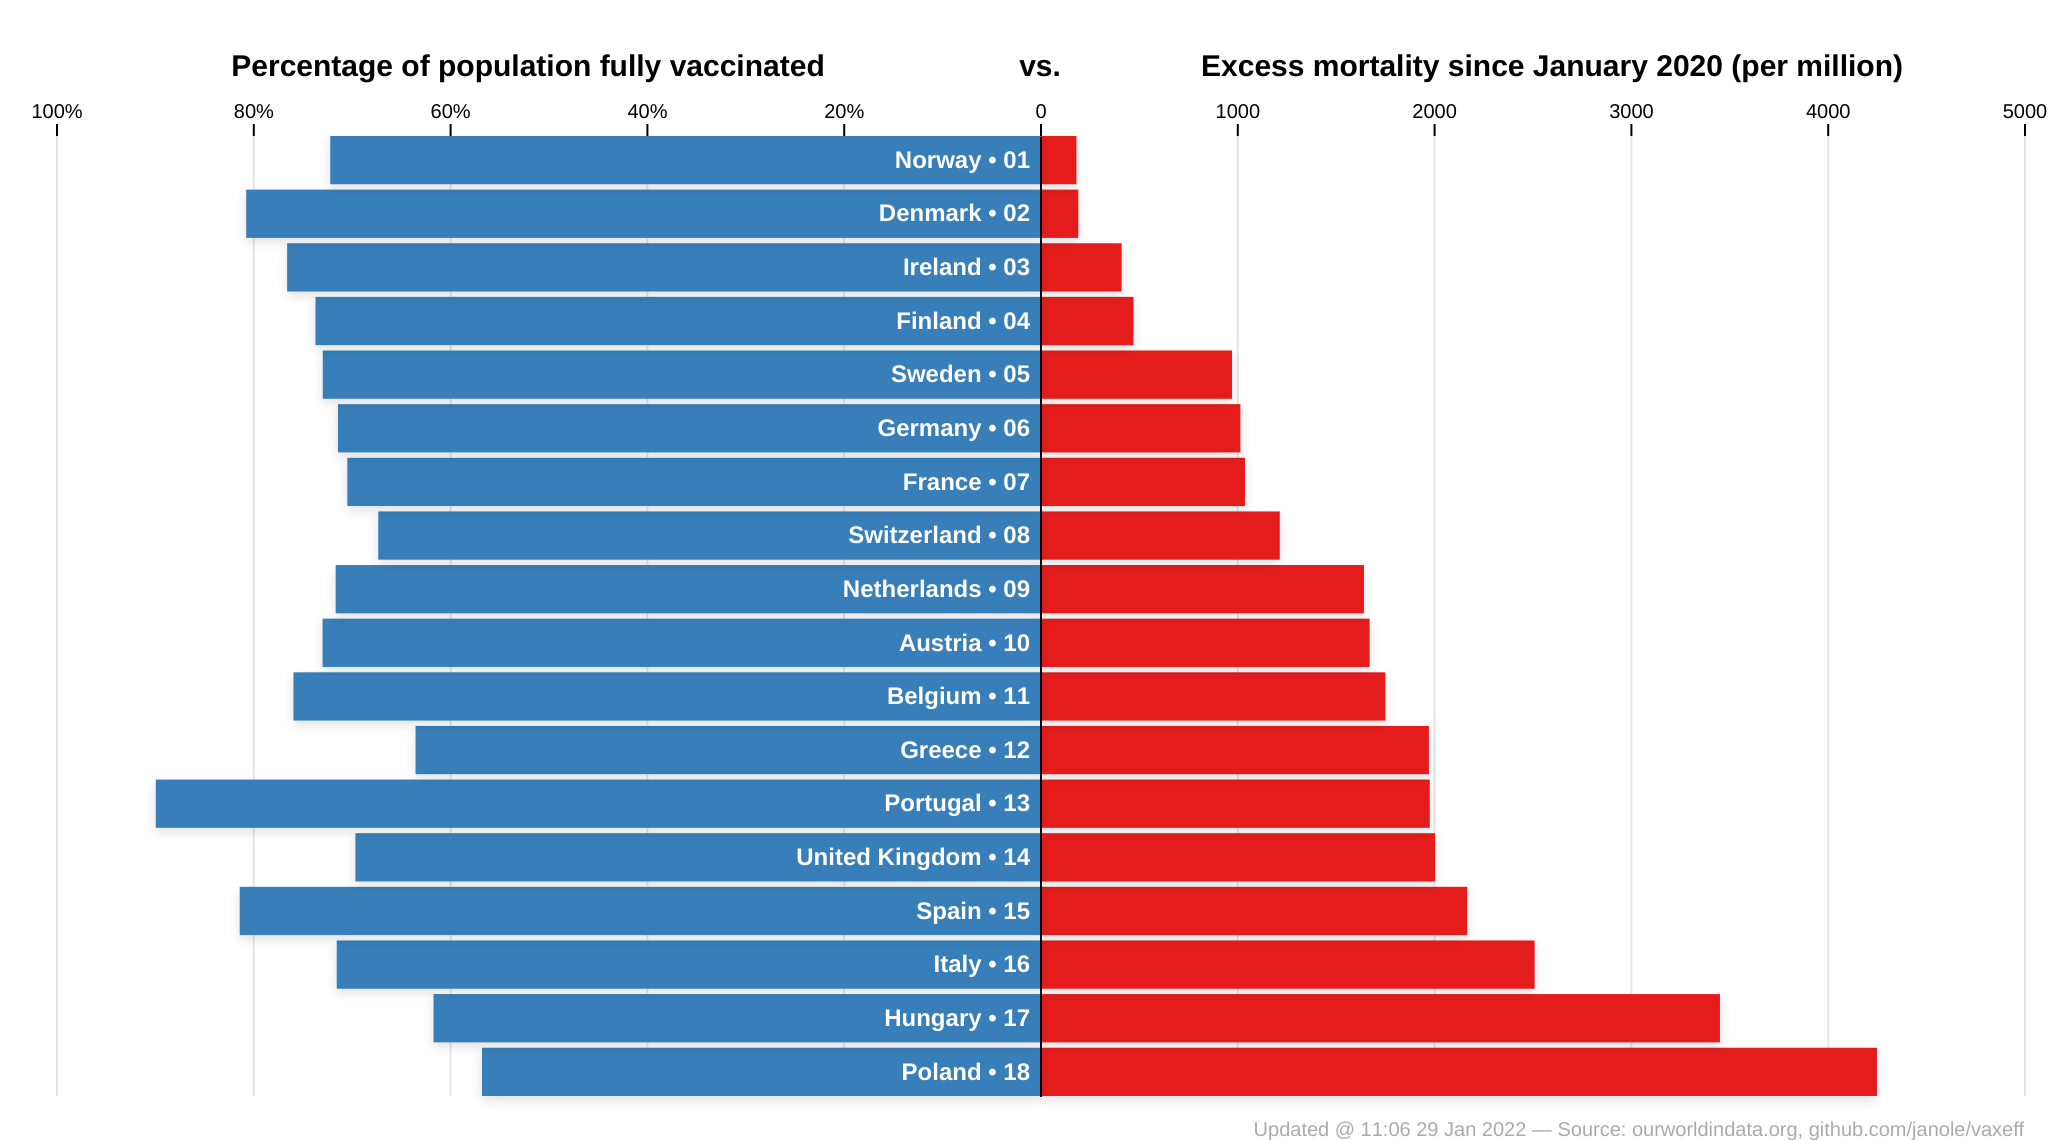 Percentage of population fully vaccinated vs. Excess mortality since January 2020 (per million)
100% 80% 60% 40% 20% 0 1000 2000 3000 4000 5000
Norway • 01
Denmark • 02
Ireland • 03
Finland • 04
Sweden • 05
Germany • 06
France • 07
Switzerland • 08
Netherlands • 09
Austria • 10
Belgium • 11
Greece • 12
Portugal • 13
United Kingdom • 14
Spain • 15
Italy • 16
Hungary • 17
Poland • 18
Updated @ 11:06 29 Jan 2022 — Source: ourworldindata.org, github.com/janole/vaxeff